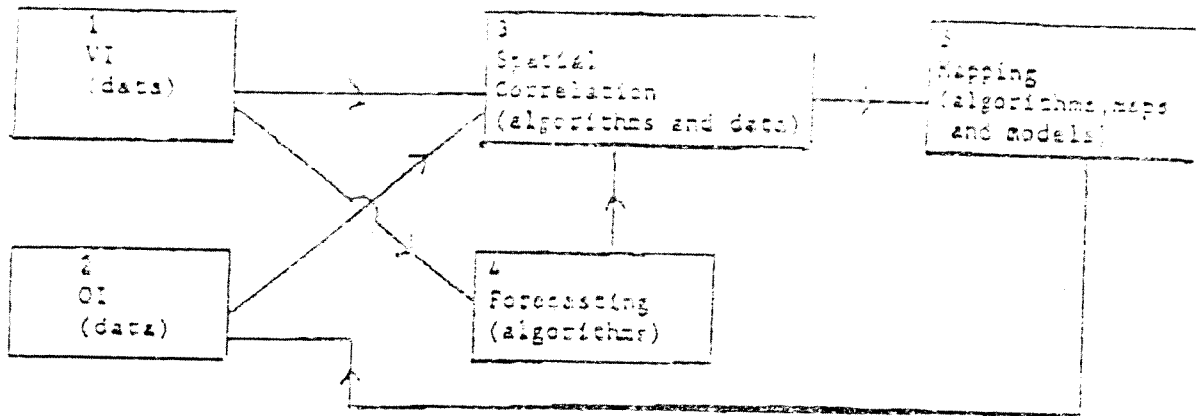 1
VI
(data)
3
Spatial
Correlation
(algorithms and data)
5
Mapping
(algorithms,maps
and models)
2
OI
(data)
4
Forecasting
(algorithms)